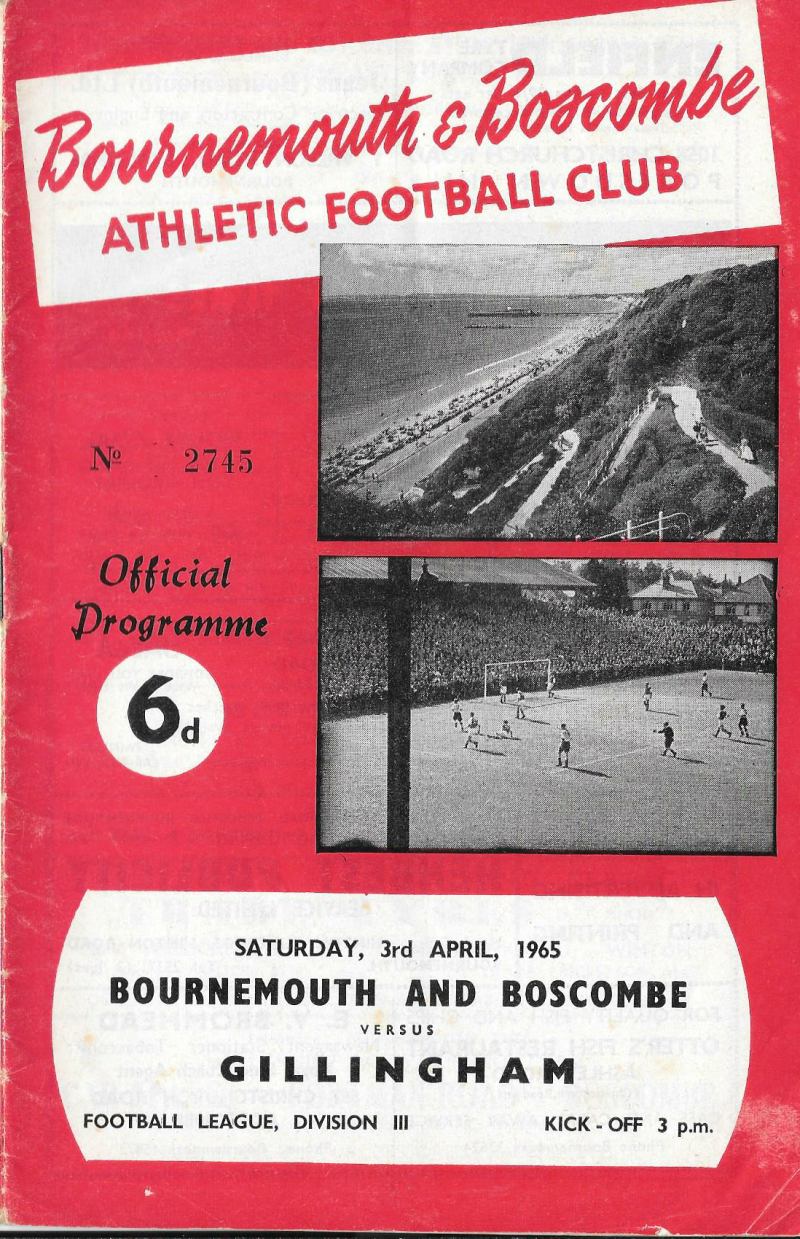 Bournemouth & Boscombe
ATHLETIC FOOTBALL CLUB
Nº 2745
Official
Programme
6d
SATURDAY, 3rd APRIL, 1965
BOURNEMOUTH AND BOSCOMBE
VERSUS
GILLINGHAM
FOOTBALL LEAGUE, DIVISION III KICK - OFF 3 p.m.